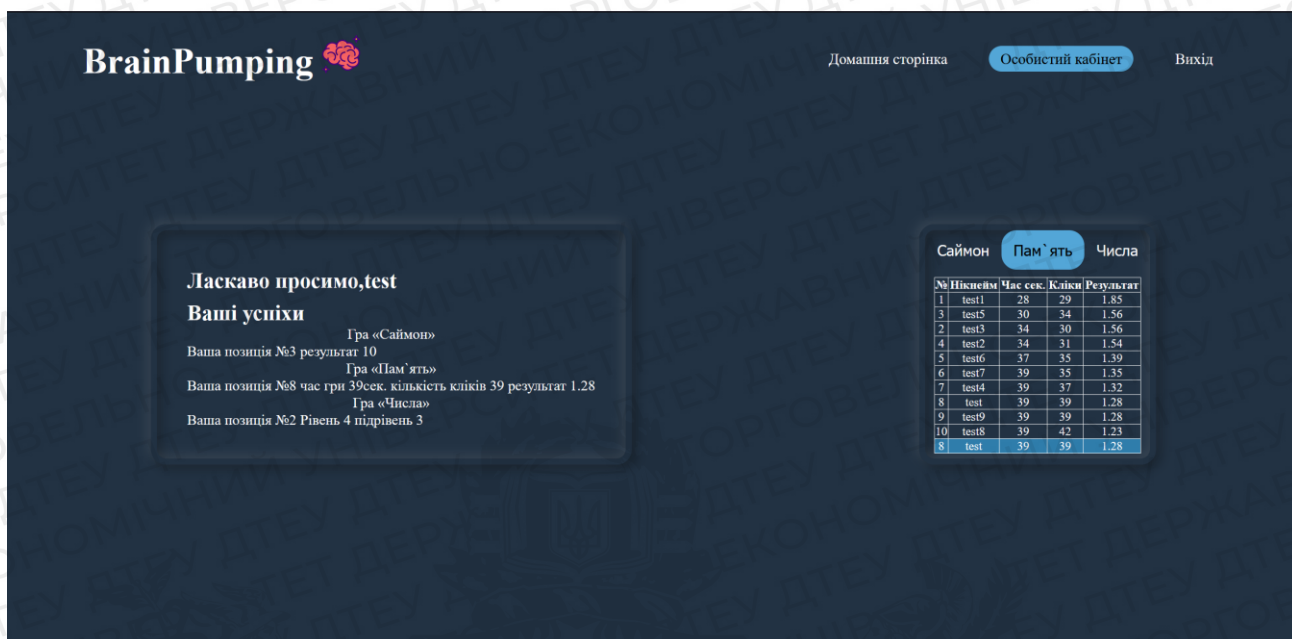 BrainPumping
Домашня сторінка Особистий кабінет Вихід
Ласкаво просимо,test
Ваші успіхи
Гра «Саймон»
Ваша позиція №3 результат 10
Гра «Пам`ять»
Ваша позиція №8 час гри 39сек. кількість кліків 39 результат 1.28
Гра «Числа»
Ваша позиція №2 Рівень 4 підрівень 3
Саймон Пам`ять Числа
№ Нікнейм Час сек. Кліки Результат
1 test1 28 29 1.85
3 test5 30 34 1.56
2 test3 34 30 1.56
4 test2 34 31 1.54
5 test6 37 35 1.39
6 test7 39 35 1.35
7 test4 39 37 1.32
8 test 39 39 1.28
9 test9 39 39 1.28
10 test8 39 42 1.23
8 test 39 39 1.28